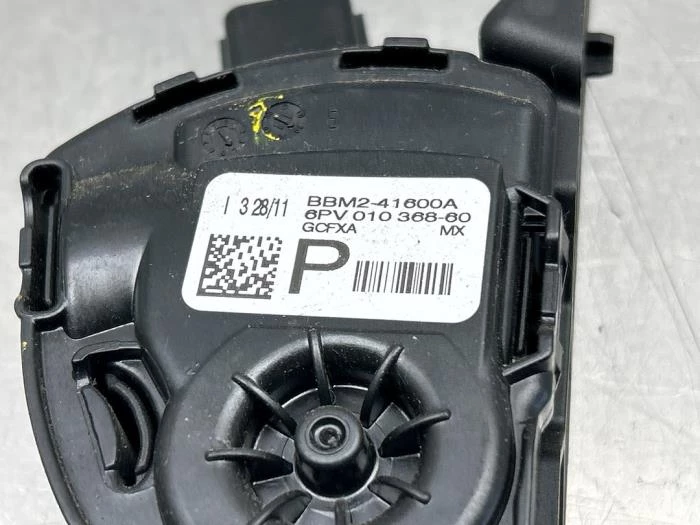 I 3 28/11
BBM2-41600A
6PV 010 368-60
GCFXA MX
P
E